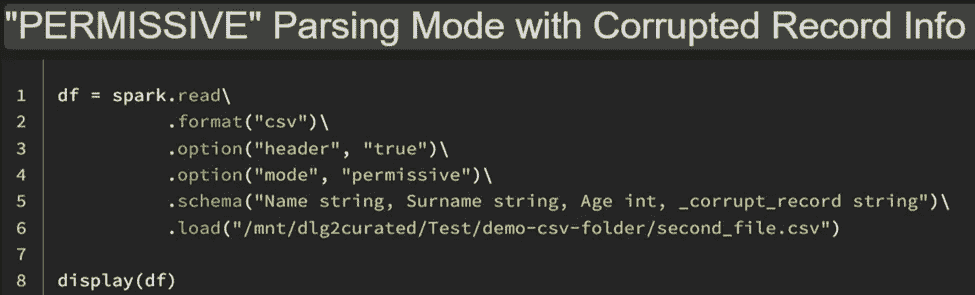 "PERMISSIVE" Parsing Mode with Corrupted Record Info
1 df = spark.read\
2 .format("csv")\
3 .option("header", "true")\
4 .option("mode", "permissive")\
5 .schema("Name string, Surname string, Age int, _corrupt_record string")\
6 .load("/mnt/dlg2curated/Test/demo-csv-folder/second_file.csv")
7
8 display(df)